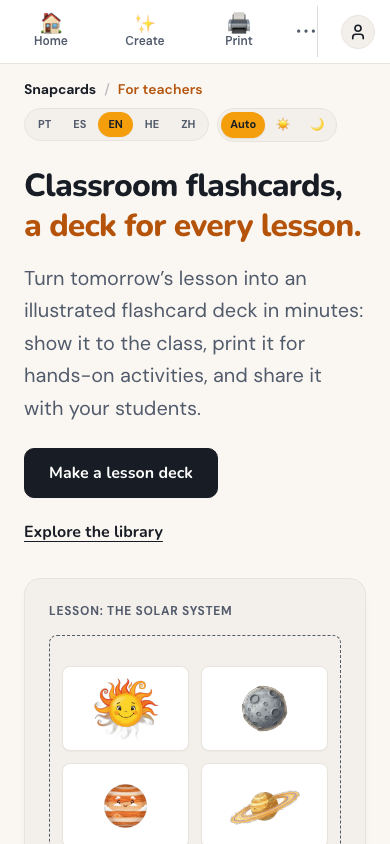 Home
Create
Print
Snapcards / For teachers
PT ES EN HE ZH
Auto
Classroom flashcards,
a deck for every lesson.
Turn tomorrow’s lesson into an
illustrated flashcard deck in minutes:
show it to the class, print it for
hands-on activities, and share it
with your students.
Make a lesson deck
Explore the library
LESSON: THE SOLAR SYSTEM